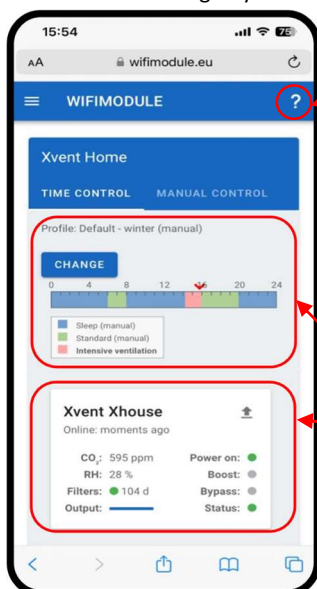 15:54
75
AA wifimodule.eu
WIFIMODULE ?
Xvent Home
TIME CONTROL MANUAL CONTROL
Profile: Default - winter (manual)
CHANGE
0 4 8 12 16 20 24
Sleep (manual)
Standard (manual)
Intensive ventilation
Xvent Xhouse
Online: moments ago
CO₂: 595 ppm Power on:
RH: 28 % Boost:
Filters: 104 d Bypass:
Output: Status: